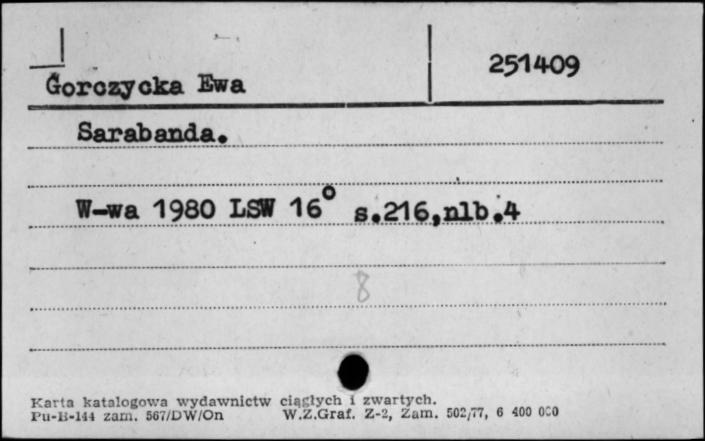 251409
Gorczycka Ewa
Sarabanda.
W-wa 1980 LSW 16° s.216,nlb.4
8
Karta katalogowa wydawnictw ciągłych i zwartych.
Pu-B-144 zam. 567/DW/On W.Z.Graf. Z-2, Zam. 502/77, 6 400 000